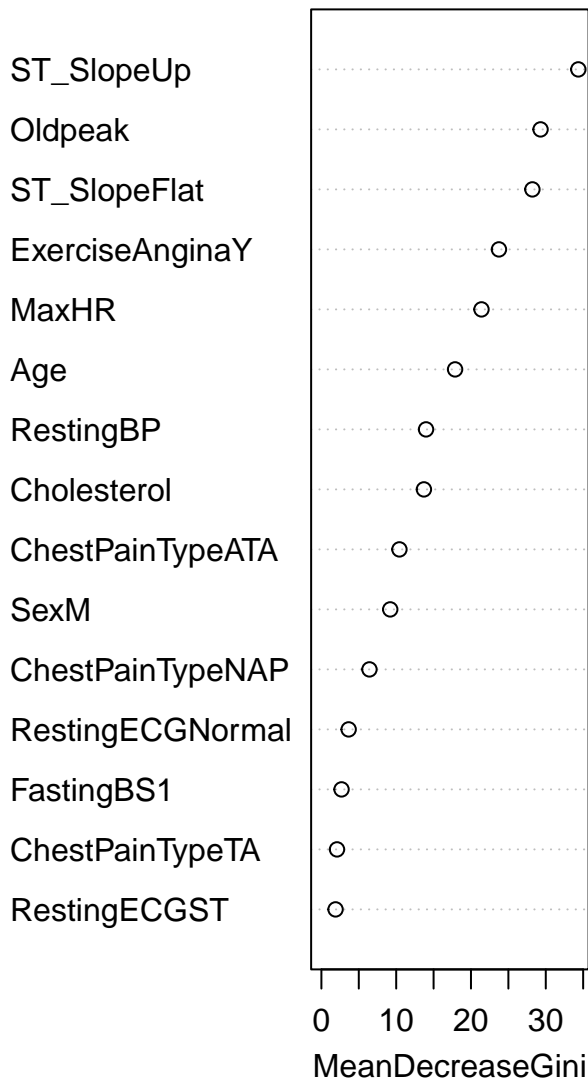 ST_SlopeUp
Oldpeak
ST_SlopeFlat
ExerciseAnginaY
MaxHR
Age
RestingBP
Cholesterol
ChestPainTypeATA
SexM
ChestPainTypeNAP
RestingECGNormal
FastingBS1
ChestPainTypeTA
RestingECGST
0 10 20 30
MeanDecreaseGini